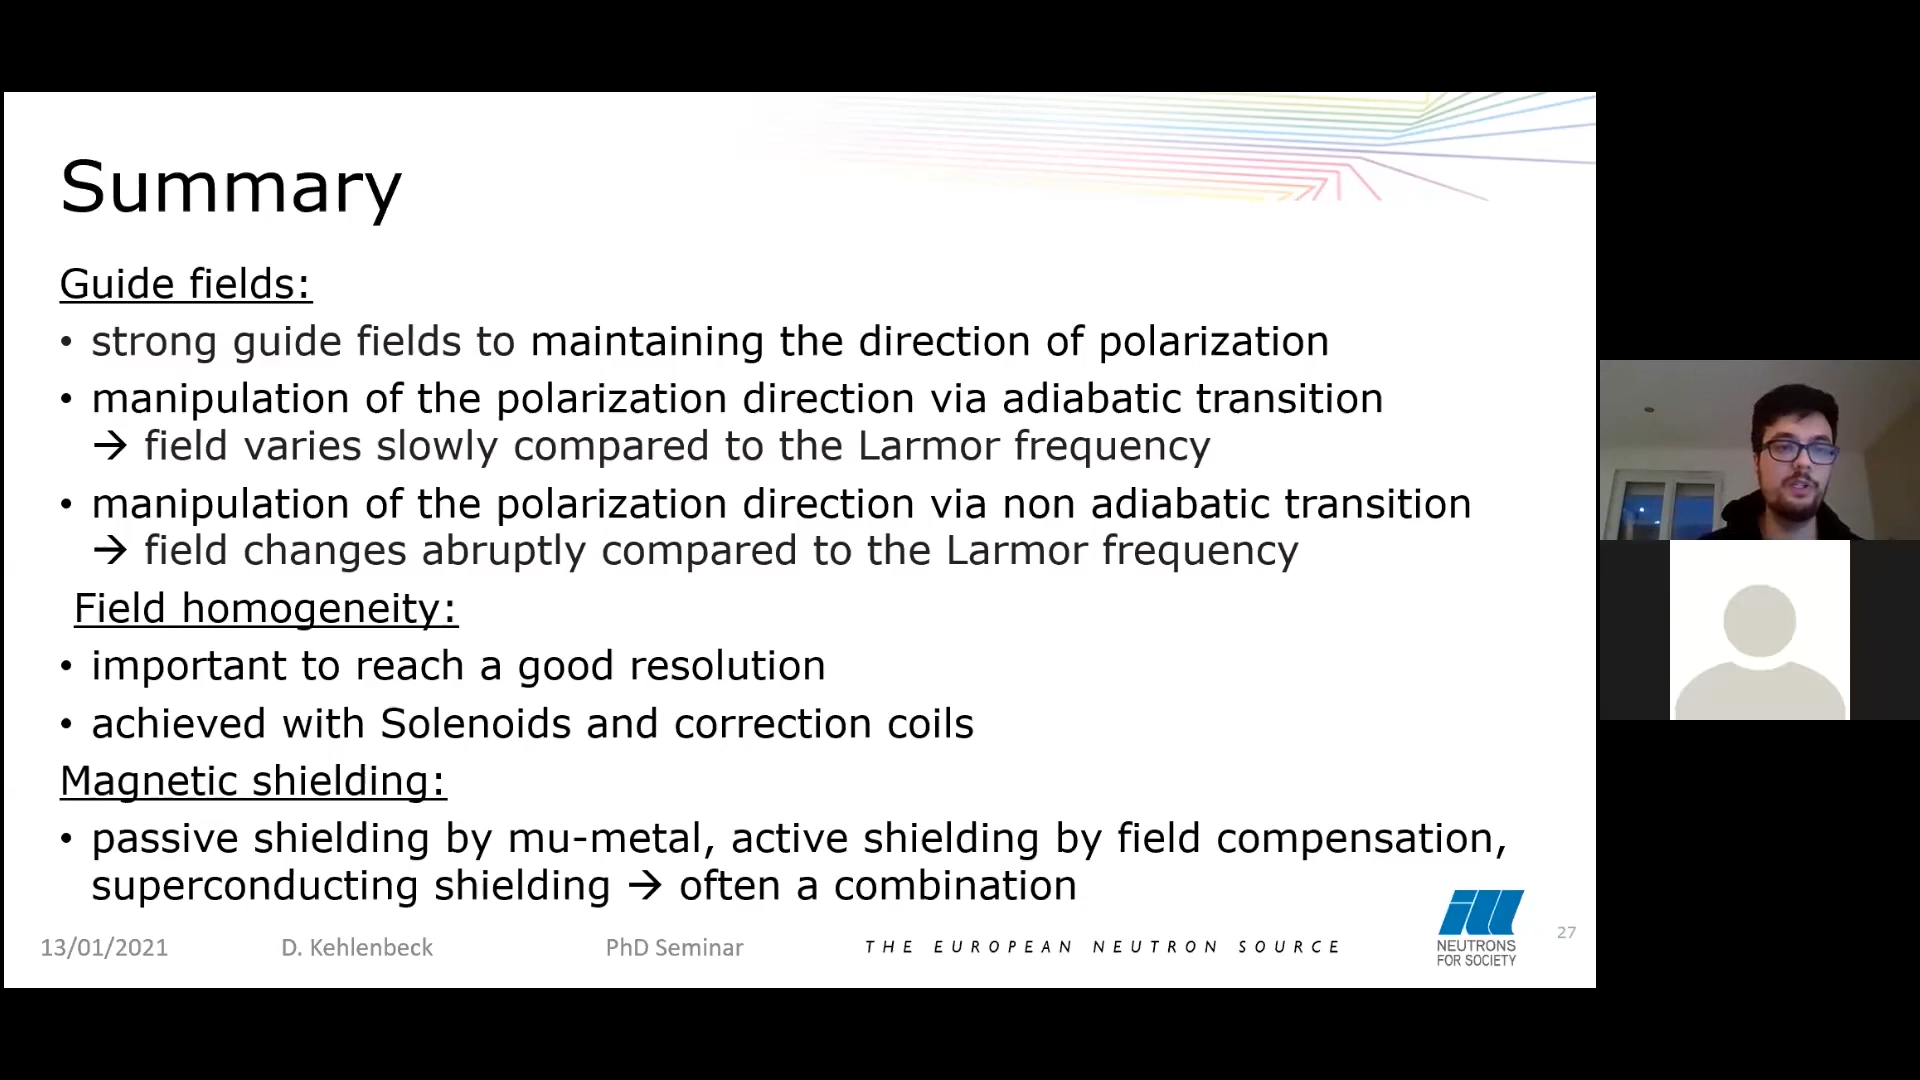 Summary
Guide fields:
• strong guide fields to maintaining the direction of polarization
• manipulation of the polarization direction via adiabatic transition
→ field varies slowly compared to the Larmor frequency
• manipulation of the polarization direction via non adiabatic transition
→ field changes abruptly compared to the Larmor frequency
Field homogeneity:
• important to reach a good resolution
• achieved with Solenoids and correction coils
Magnetic shielding:
• passive shielding by mu-metal, active shielding by field compensation,
superconducting shielding → often a combination
13/01/2021 D. Kehlenbeck PhD Seminar THE EUROPEAN NEUTRON SOURCE
ill
NEUTRONS
FOR SOCIETY
27